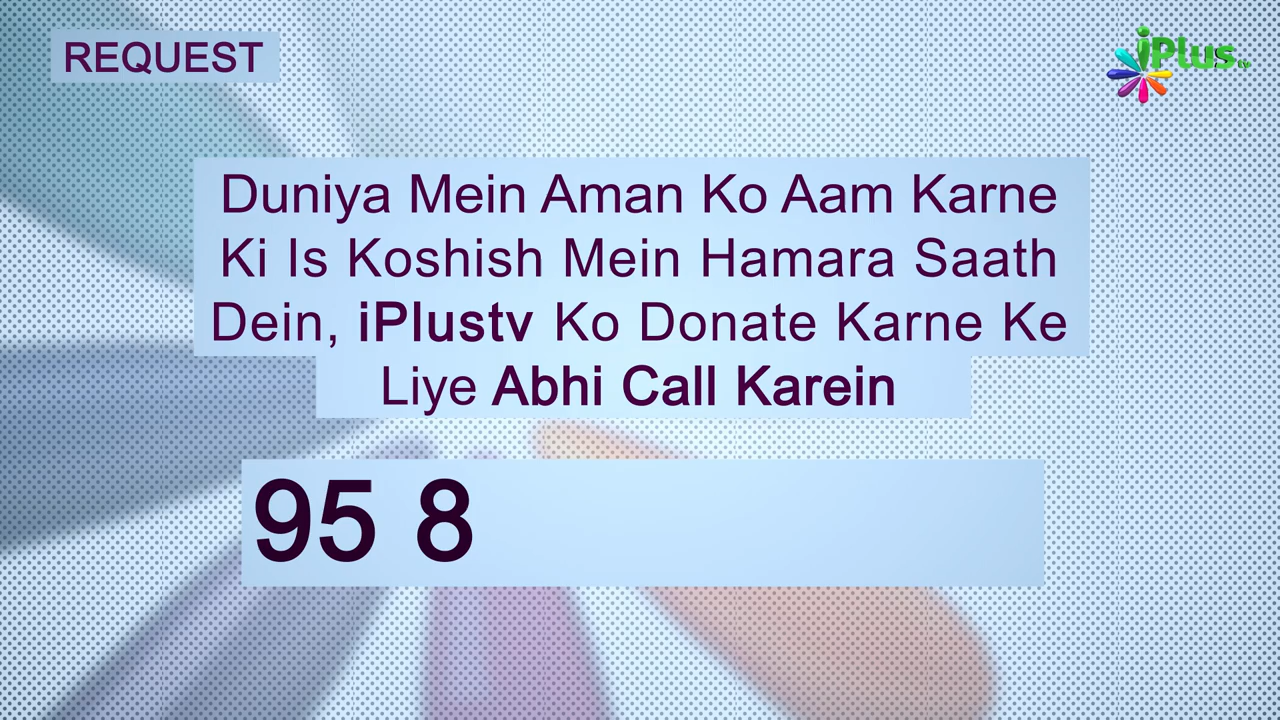 REQUEST
iPlus tv
Duniya Mein Aman Ko Aam Karne
Ki Is Koshish Mein Hamara Saath
Dein, iPlustv Ko Donate Karne Ke
Liye Abhi Call Karein
95 8